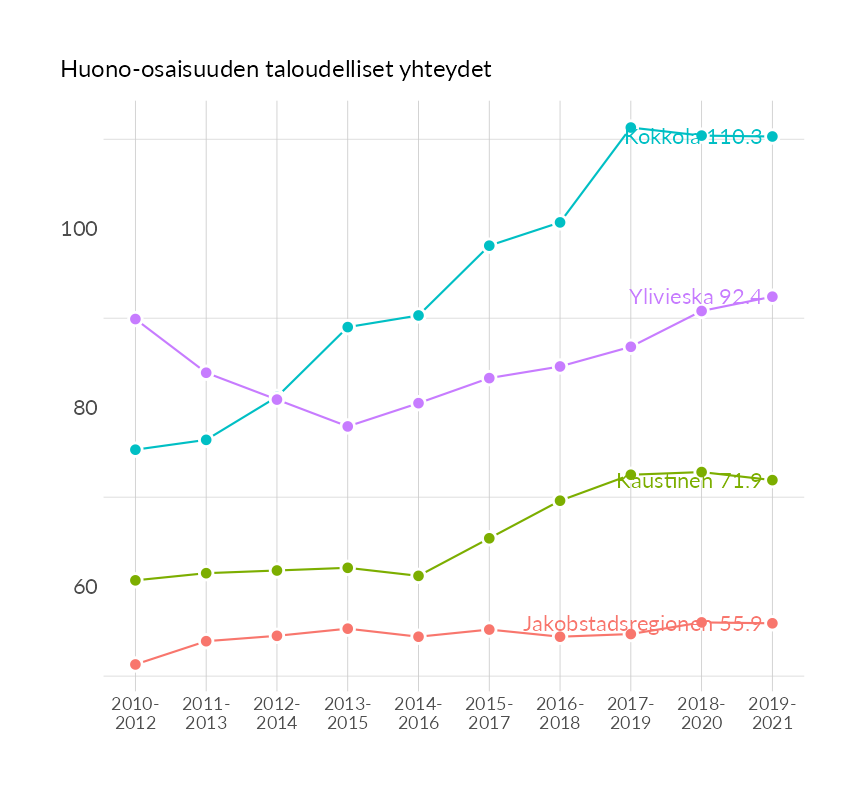 Huono-osaisuuden taloudelliset yhteydet
Kokkola 110.3
100
Ylivieska 92.4
80
Kaustinen 71.9
60
Jakobstadsregionen 55.9
2010- 2011- 2012- 2013- 2014- 2015- 2016- 2017- 2018- 2019-
2012 2013 2014 2015 2016 2017 2018 2019 2020 2021